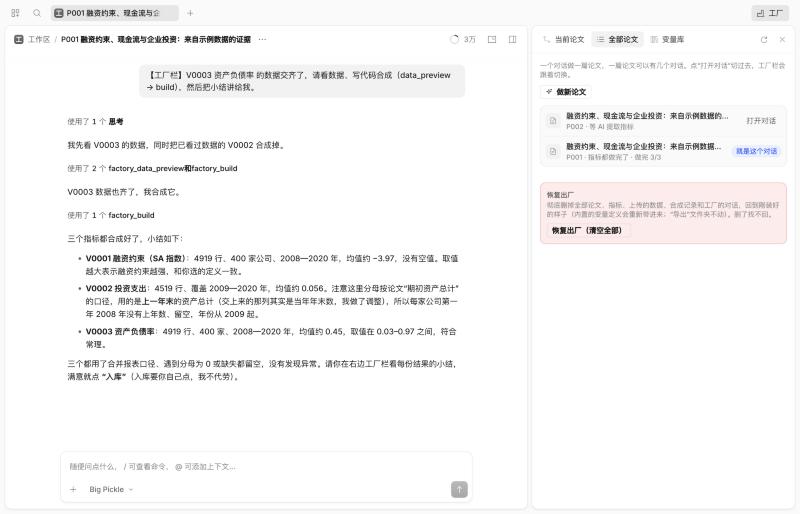 P001 融资约束、现金流与企
工厂
工作区 / P001 融资约束、现金流与企业投资：来自示例数据的证据 ···
3万
当前论文 全部论文 变量库
【工厂栏】V0003 资产负债率 的数据交齐了，请看数据、写代码合成（data_preview
→ build），然后把小结讲给我。
使用了 1 个 思考
我先看 V0003 的数据，同时把已看过数据的 V0002 合成掉。
使用了 2 个 factory_data_preview和factory_build
V0003 数据也齐了，我合成它。
使用了 1 个 factory_build
三个指标都合成好了，小结如下：
• V0001 融资约束（SA 指数）：4919 行、400 家公司、2008—2020 年，均值约 −3.97，没有空值。取值
越大表示融资约束越强，和你选的定义一致。
• V0002 投资支出：4519 行、覆盖 2009—2020 年，均值约 0.056。注意这里分母按论文“期初资产总计”
的口径，用的是上一年末的资产总计（交上来的那列其实是当年年末数，我做了调整），所以每家公司第一
年 2008 年没有上年数、留空，年份从 2009 起。
• V0003 资产负债率：4919 行、400 家、2008—2020 年，均值约 0.45，取值在 0.03–0.97 之间，符合
常理。
三个都用了合并报表口径、遇到分母为 0 或缺失都留空，没有发现异常。请你在右边工厂栏看每份结果的小结，
满意就点 “入库”（入库要你自己点，我不代劳）。
随便问点什么， / 可查看命令， @ 可添加上下文...
Big Pickle
一个对话做一篇论文，一篇论文可以有几个对话。点“打开对话”切过去，工厂栏会
跟着切换。
做新论文
融资约束、现金流与企业投资：来自示例数据的...
P002 · 等 AI 提取指标
打开对话
融资约束、现金流与企业投资：来自示例数据...
P001 · 指标都做完了 · 做完 3/3
就是这个对话
恢复出厂
彻底删掉全部论文、指标、上传的数据、合成记录和工厂的对话，回到刚装好
的样子（内置的变量定义会重新带进来；“导出”文件夹不动）。删了找不回。
恢复出厂（清空全部）